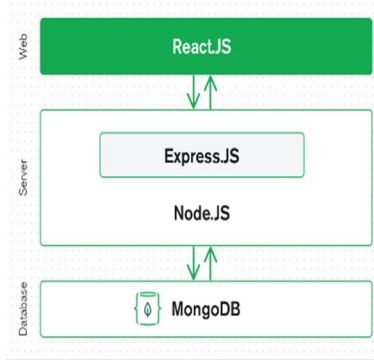 Web
React.JS
Server
Express.JS
Node.JS
Database
MongoDB